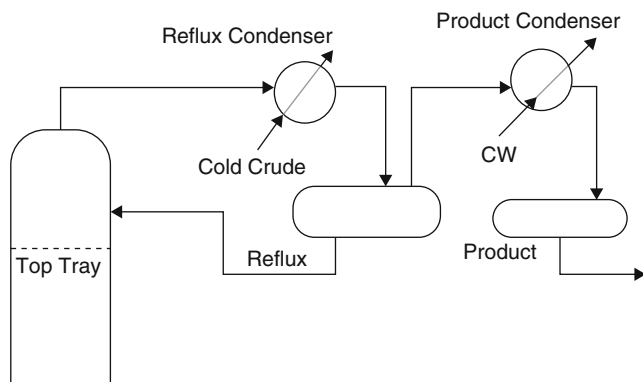 Reflux Condenser
Product Condenser
Cold Crude
CW
Top Tray
Reflux
Product